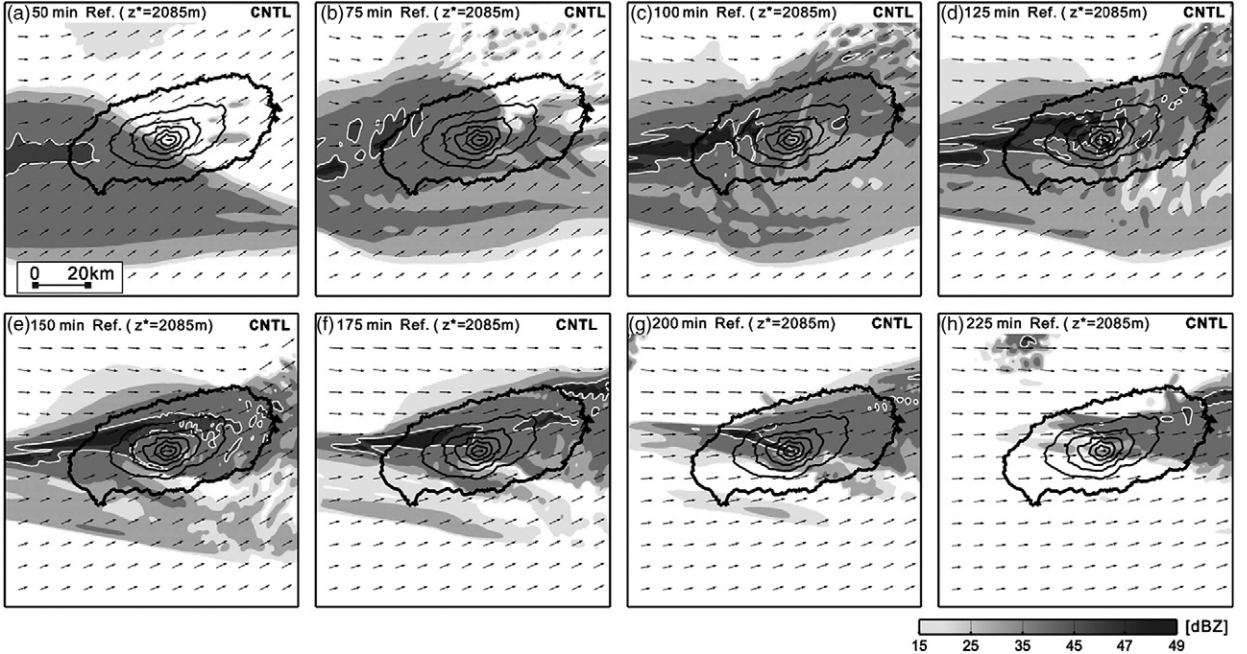 (a) 50 min Ref. ( z*=2085m) CNTL
(b) 75 min Ref. ( z*=2085m) CNTL
(c) 100 min Ref. ( z*=2085m) CNTL
(d) 125 min Ref. ( z*=2085m) CNTL
0 20km
(e) 150 min Ref. ( z*=2085m) CNTL
(f) 175 min Ref. ( z*=2085m) CNTL
(g) 200 min Ref. ( z*=2085m) CNTL
(h) 225 min Ref. ( z*=2085m) CNTL
[dBZ]
15 25 35 45 47 49